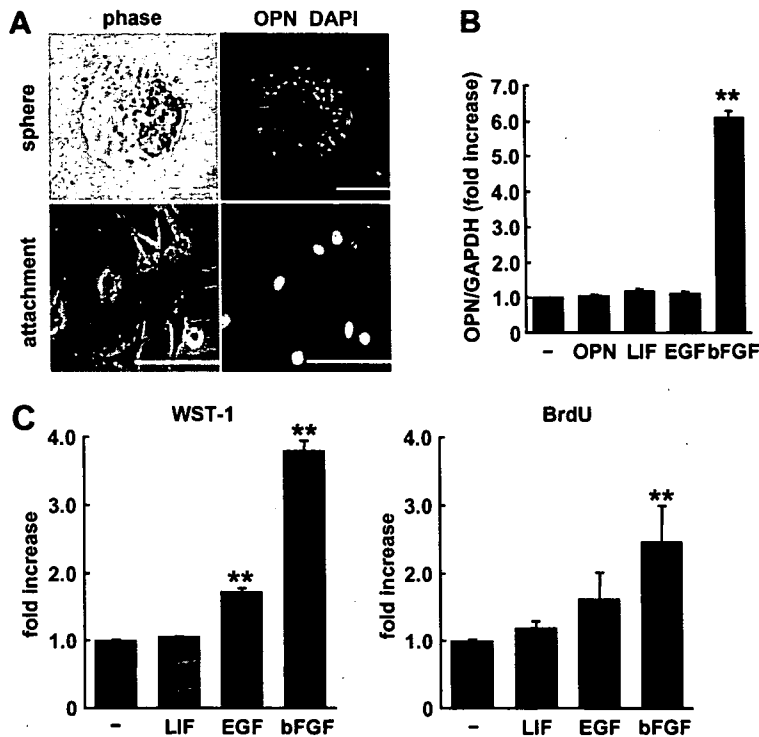 A
phase
OPN DAPI
sphere
attachment
B
OPN/GAPDH (fold increase)
7.0
6.0
5.0
4.0
3.0
2.0
1.0
0
**
- OPN LIF EGF bFGF
C
WST-1
fold increase
4.0
3.0
2.0
1.0
0
**
**
- LIF EGF bFGF
BrdU
fold increase
4.0
3.0
2.0
1.0
0
**
- LIF EGF bFGF